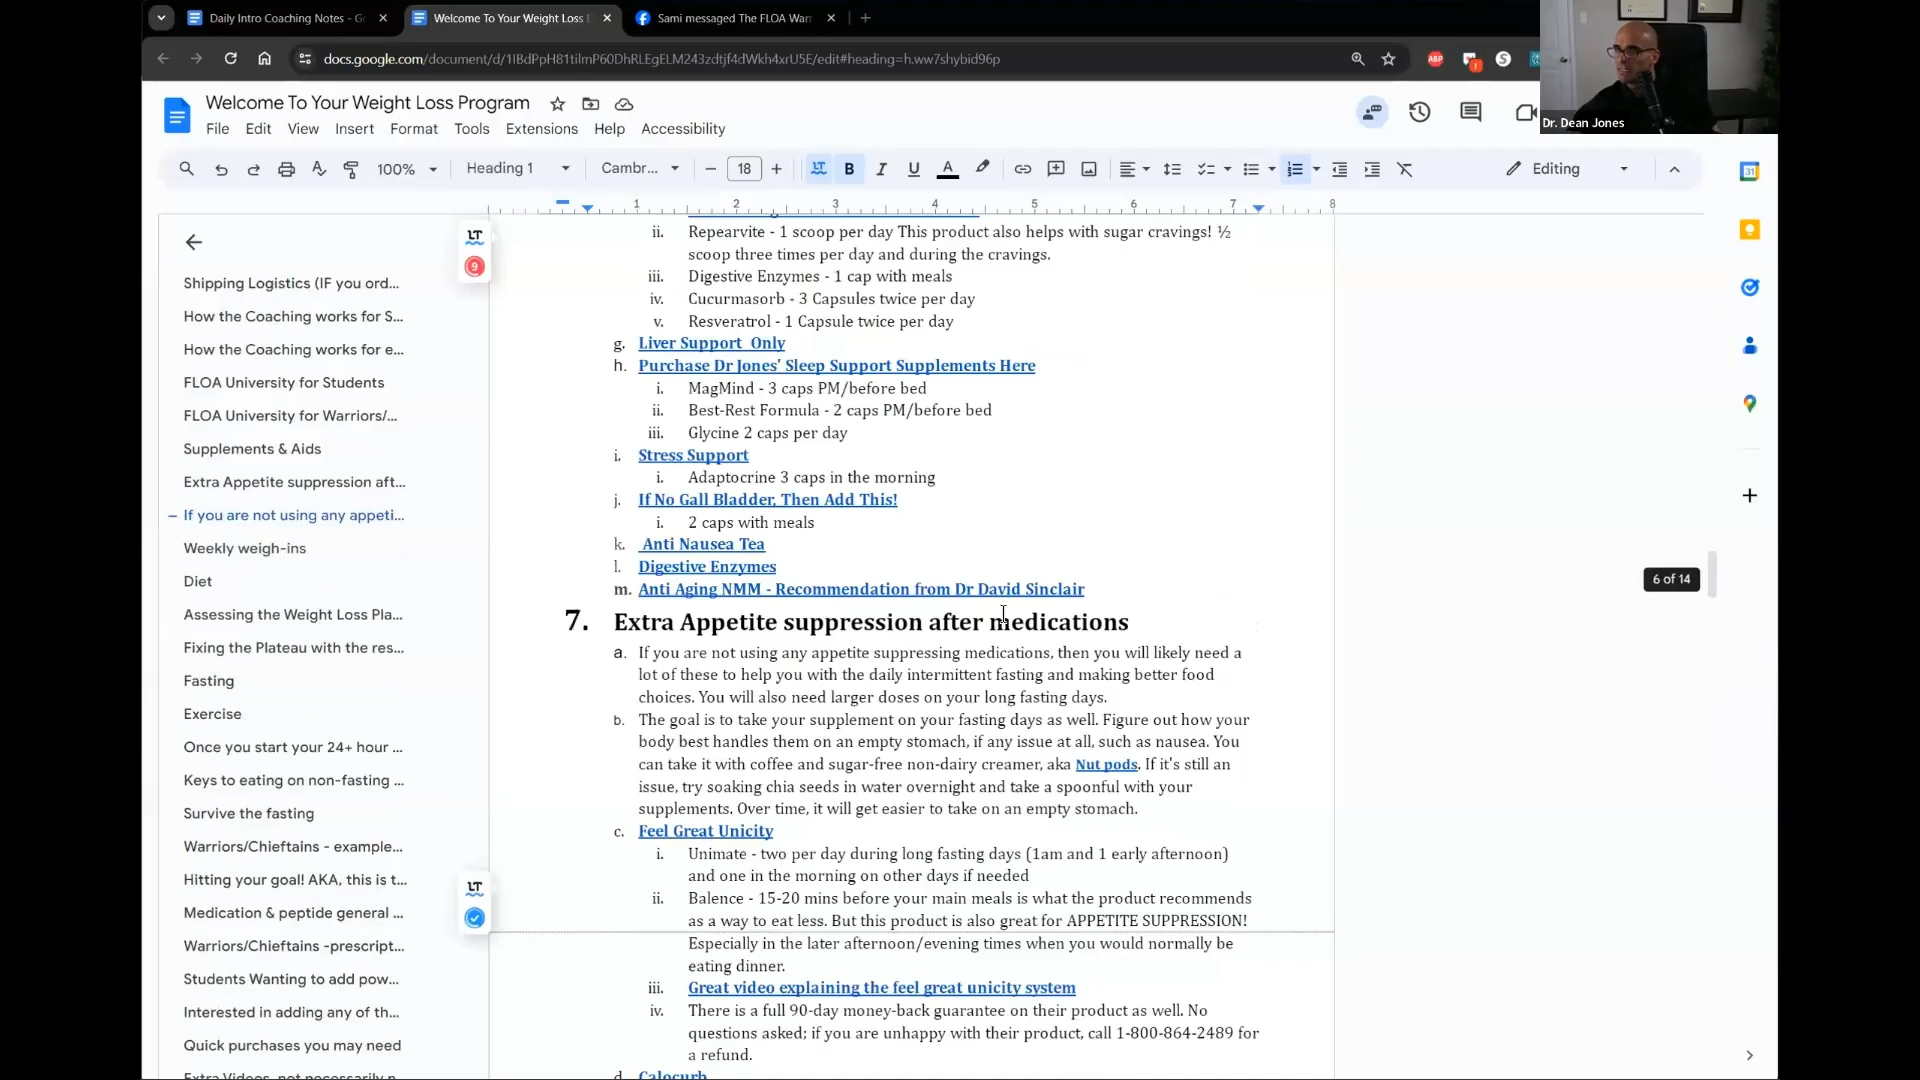 Daily Intro Coaching Notes - G
Welcome To Your Weight Loss
Sami messaged The FLOA War
docs.google.com/document/d/1lBdPpH81tilmP60DhRLEgELM243zdtjf4dWkh4xrU5E/edit#heading=h.ww7shybid96p
ABP
Dr. Dean Jones
Welcome To Your Weight Loss Program
File Edit View Insert Format Tools Extensions Help Accessibility
100% Heading 1 Cambr... 18 B I U A Editing
31
1 2 3 4 5 6 7 8
LT
9
Shipping Logistics (IF you ord...
How the Coaching works for S...
How the Coaching works for e...
FLOA University for Students
FLOA University for Warriors/...
Supplements & Aids
Extra Appetite suppression aft...
If you are not using any appeti...
Weekly weigh-ins
Diet
Assessing the Weight Loss Pla...
Fixing the Plateau with the res...
Fasting
Exercise
Once you start your 24+ hour ...
Keys to eating on non-fasting ...
Survive the fasting
Warriors/Chieftains - example...
Hitting your goal! AKA, this is t...
Medication & peptide general ...
Warriors/Chieftains -prescript...
Students Wanting to add pow...
Interested in adding any of th...
Quick purchases you may need
Extra Videos, not necessarily n
LT
ii. Repearvite - 1 scoop per day This product also helps with sugar cravings! ½
scoop three times per day and during the cravings.
iii. Digestive Enzymes - 1 cap with meals
iv. Cucurmasorb - 3 Capsules twice per day
v. Resveratrol - 1 Capsule twice per day
g. Liver Support Only
h. Purchase Dr Jones' Sleep Support Supplements Here
i. MagMind - 3 caps PM/before bed
ii. Best-Rest Formula - 2 caps PM/before bed
iii. Glycine 2 caps per day
i. Stress Support
i. Adaptocrine 3 caps in the morning
j. If No Gall Bladder, Then Add This!
i. 2 caps with meals
k. Anti Nausea Tea
l. Digestive Enzymes
m. Anti Aging NMM - Recommendation from Dr David Sinclair
6 of 14
7. Extra Appetite suppression after medications
a. If you are not using any appetite suppressing medications, then you will likely need a
lot of these to help you with the daily intermittent fasting and making better food
choices. You will also need larger doses on your long fasting days.
b. The goal is to take your supplement on your fasting days as well. Figure out how your
body best handles them on an empty stomach, if any issue at all, such as nausea. You
can take it with coffee and sugar-free non-dairy creamer, aka Nut pods. If it's still an
issue, try soaking chia seeds in water overnight and take a spoonful with your
supplements. Over time, it will get easier to take on an empty stomach.
c. Feel Great Unicity
i. Unimate - two per day during long fasting days (1am and 1 early afternoon)
and one in the morning on other days if needed
ii. Balence - 15-20 mins before your main meals is what the product recommends
as a way to eat less. But this product is also great for APPETITE SUPPRESSION!
Especially in the later afternoon/evening times when you would normally be
eating dinner.
iii. Great video explaining the feel great unicity system
iv. There is a full 90-day money-back guarantee on their product as well. No
questions asked; if you are unhappy with their product, call 1-800-864-2489 for
a refund.
d. Calocurb